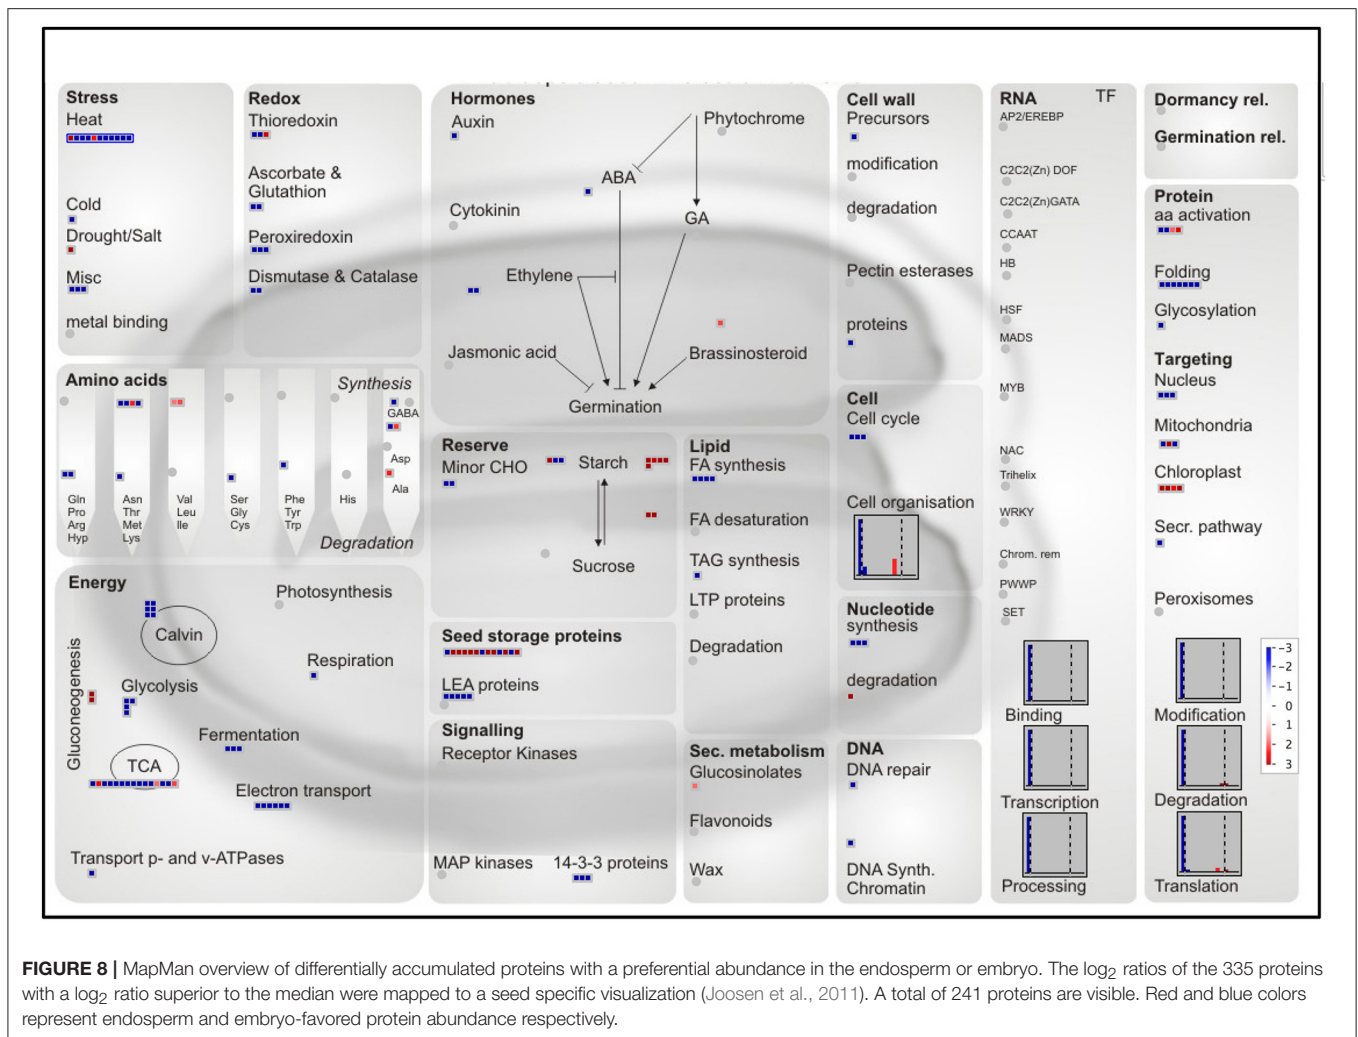 Stress
Heat
Cold
Drought/Salt
Misc
metal binding
Redox
Thioredoxin
Ascorbate &
Glutathion
Peroxiredoxin
Dismutase & Catalase
Hormones
Auxin
Phytochrome
ABA
Cytokinin
GA
Ethylene
Jasmonic acid
Brassinosteroid
Germination
Cell wall
Precursors
modification
degradation
Pectin esterases
proteins
Cell
Cell cycle
Cell organisation
Nucleotide
synthesis
degradation
DNA
DNA repair
DNA Synth.
Chromatin
RNA TF
AP2/EREBP
C2C2(Zn) DOF
C2C2(Zn)GATA
CCAAT
HB
HSF
MADS
MYB
NAC
Trihelix
WRKY
Chrom. rem
PWWP
SET
Binding
Transcription
Processing
Dormancy rel.
Germination rel.
Protein
aa activation
Folding
Glycosylation
Targeting
Nucleus
Mitochondria
Chloroplast
Secr. pathway
Peroxisomes
Modification
Degradation
Translation
-3
-2
-1
0
1
2
3
Amino acids
Synthesis
GABA
Asp
Ala
Gln
Pro
Arg
Hyp
Asn
Thr
Met
Lys
Val
Leu
Ile
Ser
Gly
Cys
Phe
Tyr
Trp
His
Degradation
Energy
Photosynthesis
Calvin
Respiration
Gluconeogenesis
Glycolysis
Fermentation
TCA
Electron transport
Transport p- and v-ATPases
Reserve
Minor CHO
Starch
Sucrose
Seed storage proteins
LEA proteins
Signalling
Receptor Kinases
MAP kinases
14-3-3 proteins
Lipid
FA synthesis
FA desaturation
TAG synthesis
LTP proteins
Degradation
Sec. metabolism
Glucosinolates
Flavonoids
Wax
FIGURE 8 | MapMan overview of differentially accumulated proteins with a preferential abundance in the endosperm or embryo. The log2 ratios of the 335 proteins
with a log2 ratio superior to the median were mapped to a seed specific visualization (Joosen et al., 2011). A total of 241 proteins are visible. Red and blue colors
represent endosperm and embryo-favored protein abundance respectively.